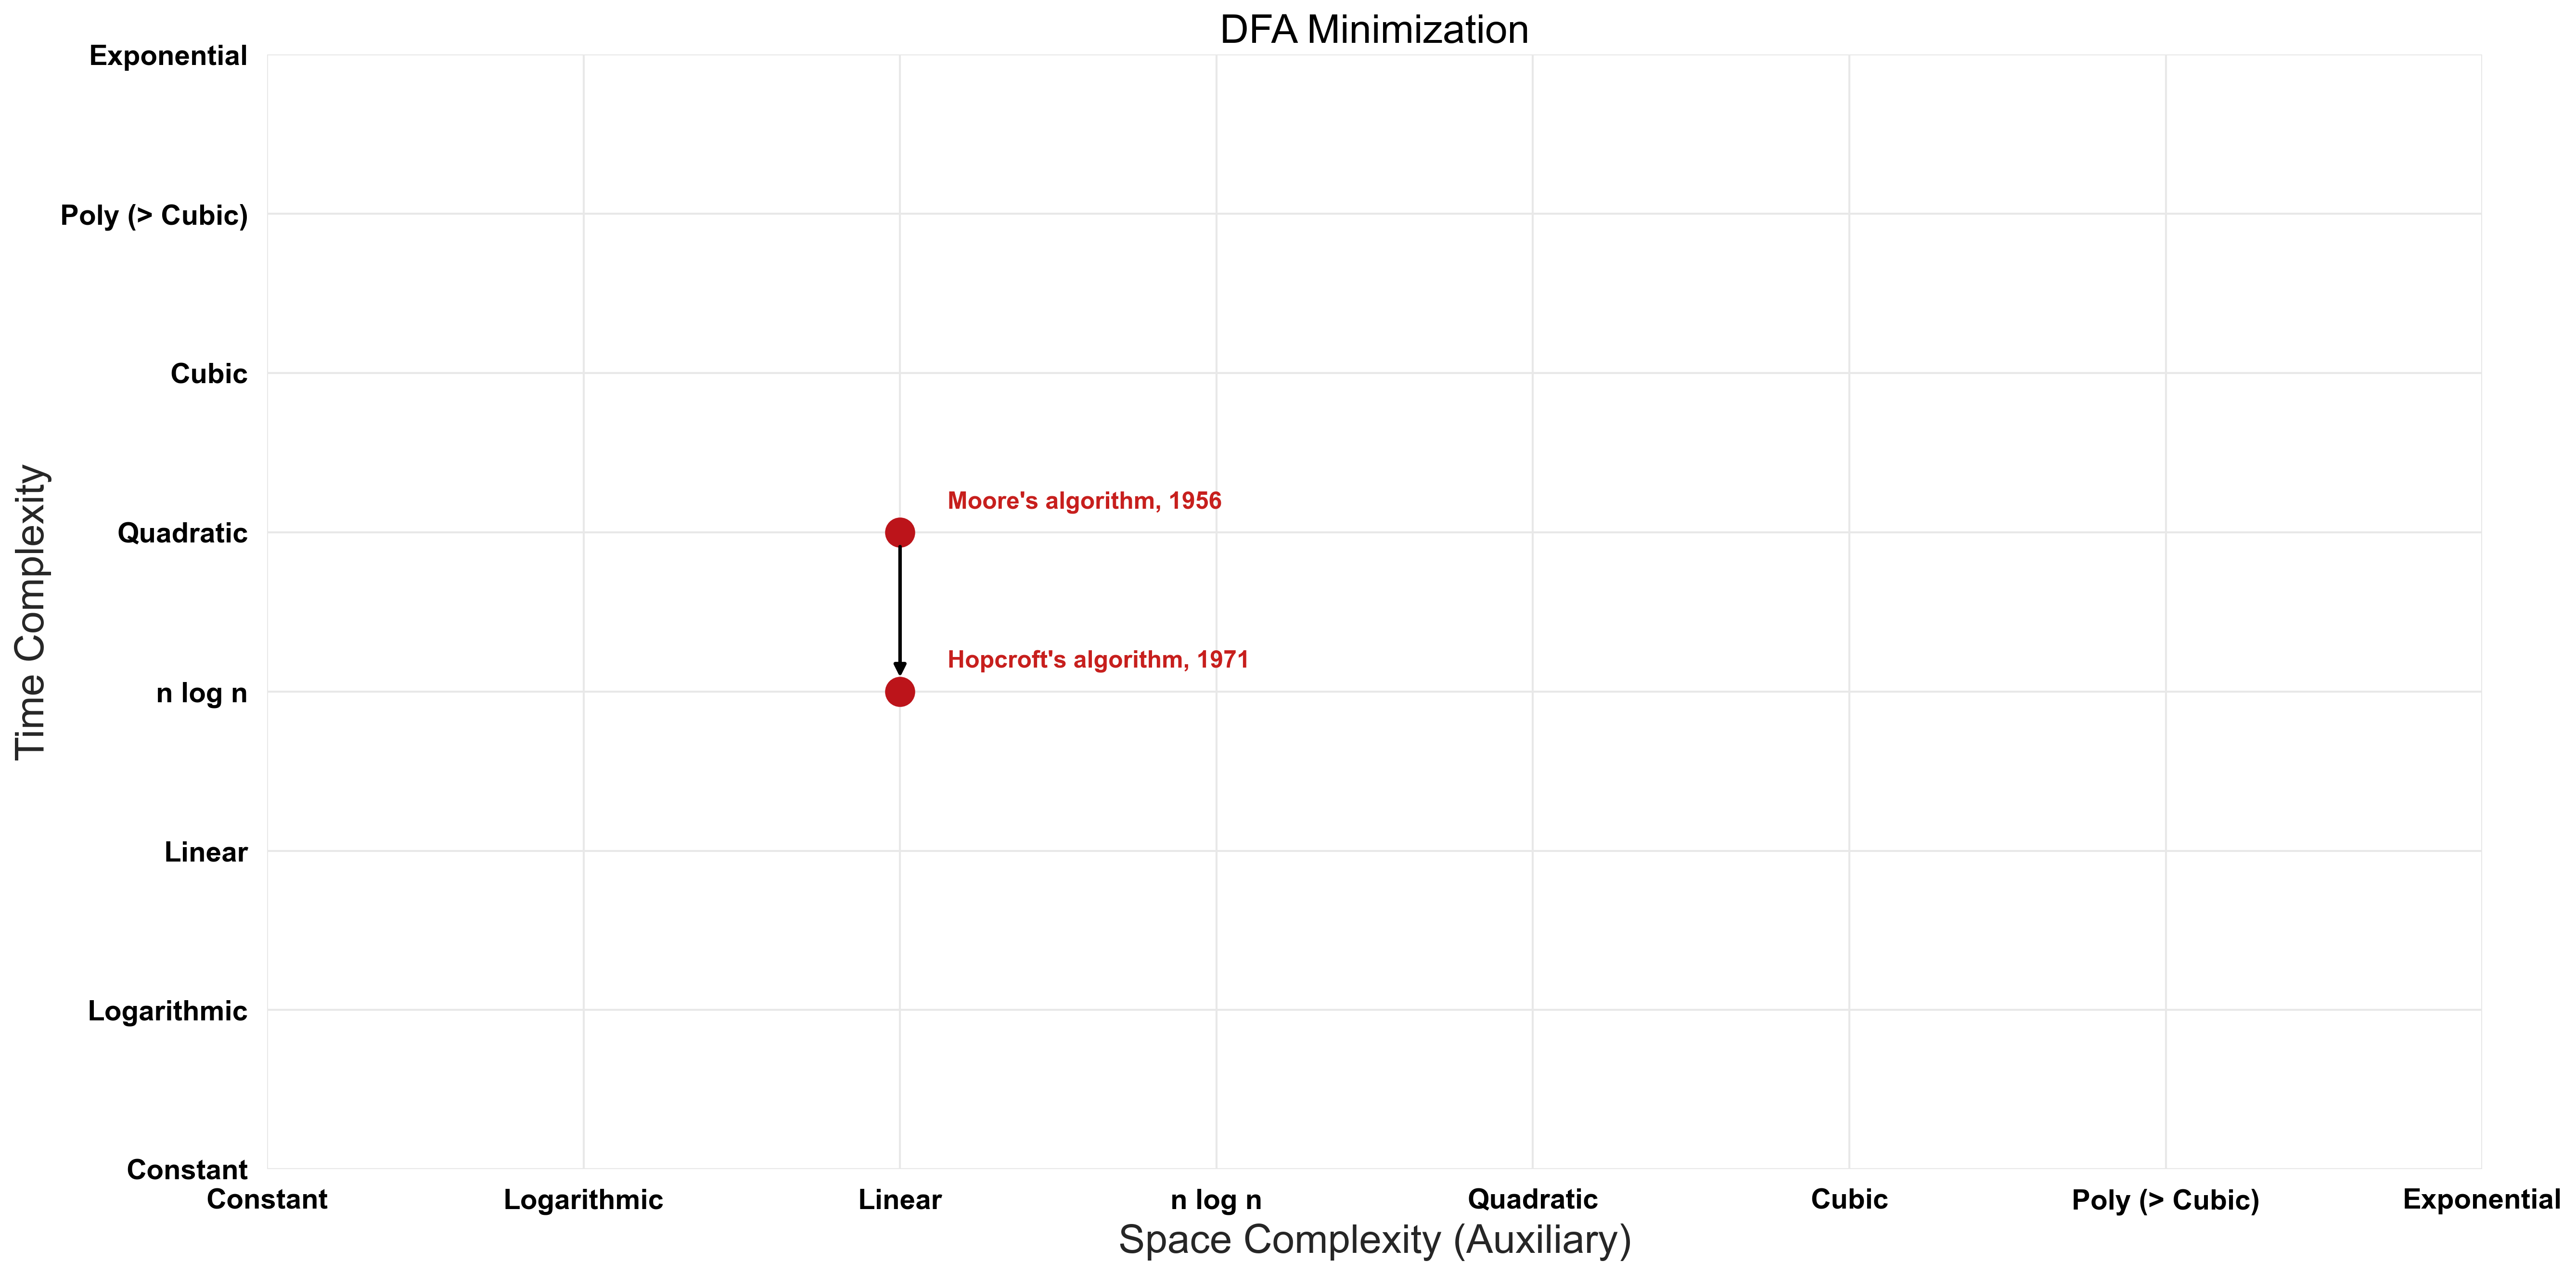 DFA Minimization
Exponential
Poly (> Cubic)
Cubic
Quadratic
n log n
Linear
Logarithmic
Constant
Time Complexity
Moore's algorithm, 1956
Hopcroft's algorithm, 1971
Constant
Logarithmic
Linear
n log n
Quadratic
Cubic
Poly (> Cubic)
Exponential
Space Complexity (Auxiliary)